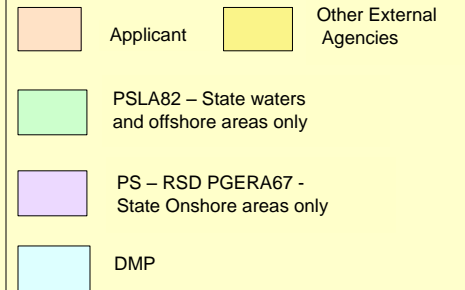 Applicant
Other External
Agencies
PSLA82 – State waters
and offshore areas only
PS – RSD PGERA67 -
State Onshore areas only
DMP